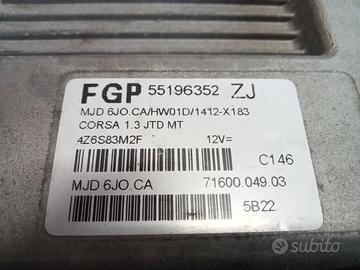 FGP 55196352 ZJ
MJD 6JO.CA/HW01D/1412-X183
CORSA 1.3 JTD MT
4Z6S83M2F 12V=
C146
MJD 6JO.CA 71600.049.03
5B22
subito